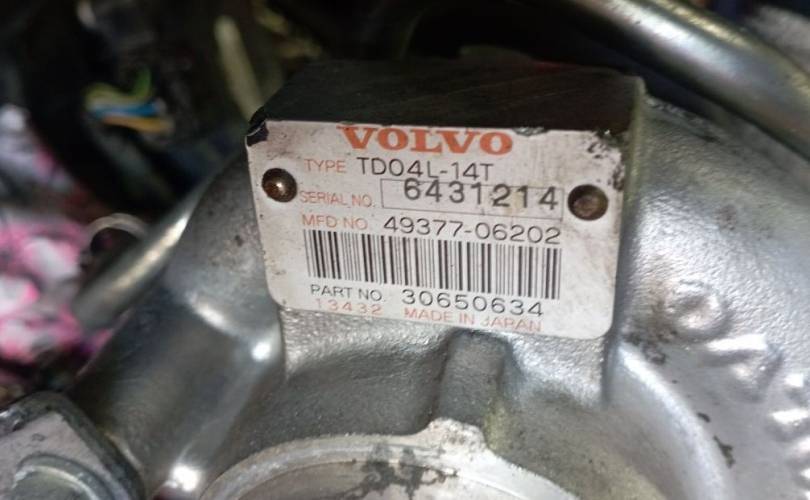 VOLVO
TYPE TD04L-14T
SERIAL NO. 6431214
MFD NO. 49377-06202
PART NO. 30650634
13432 MADE IN JAPAN